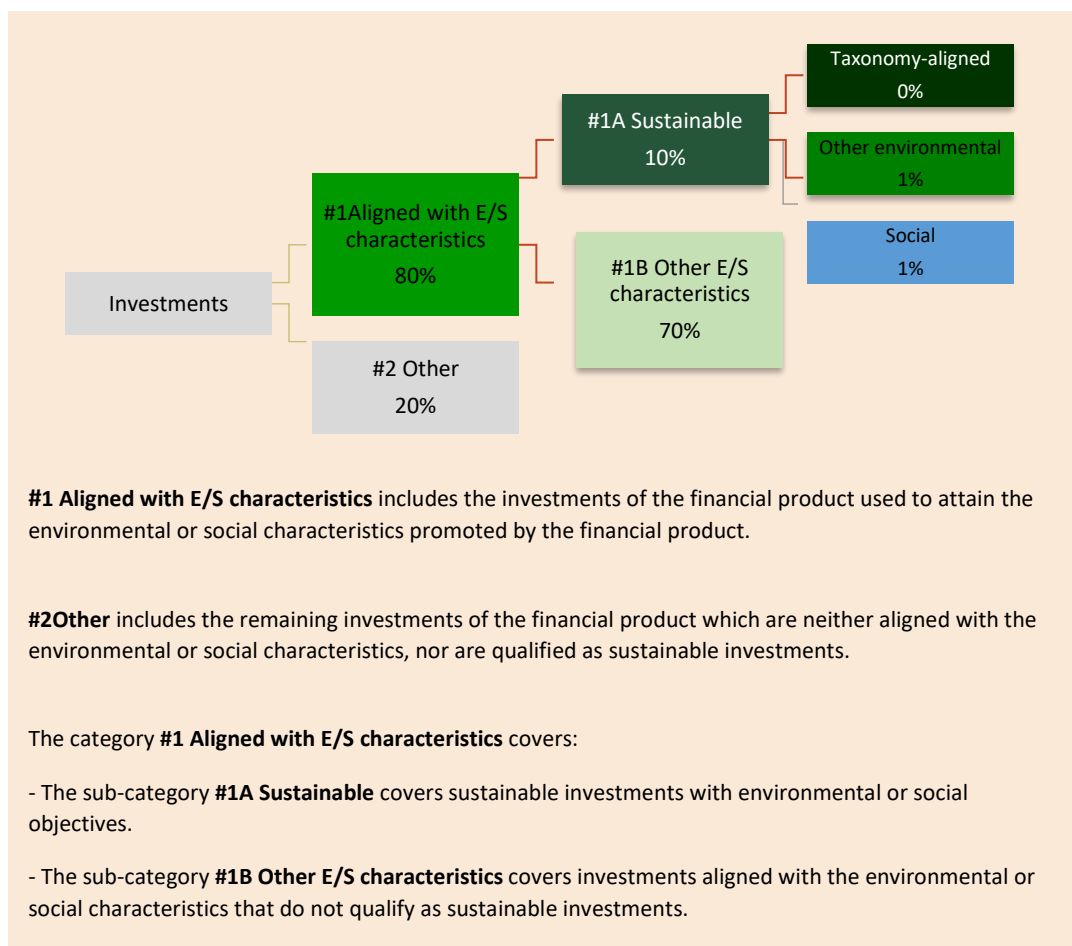 Taxonomy-aligned
0%
#1A Sustainable
10%
Other environmental
1%
#1Aligned with E/S
characteristics
80%
Social
1%
#1B Other E/S
characteristics
70%
Investments
#2 Other
20%
#1 Aligned with E/S characteristics includes the investments of the financial product used to attain the
environmental or social characteristics promoted by the financial product.
#2Other includes the remaining investments of the financial product which are neither aligned with the
environmental or social characteristics, nor are qualified as sustainable investments.
The category #1 Aligned with E/S characteristics covers:
- The sub-category #1A Sustainable covers sustainable investments with environmental or social
objectives.
- The sub-category #1B Other E/S characteristics covers investments aligned with the environmental or
social characteristics that do not qualify as sustainable investments.